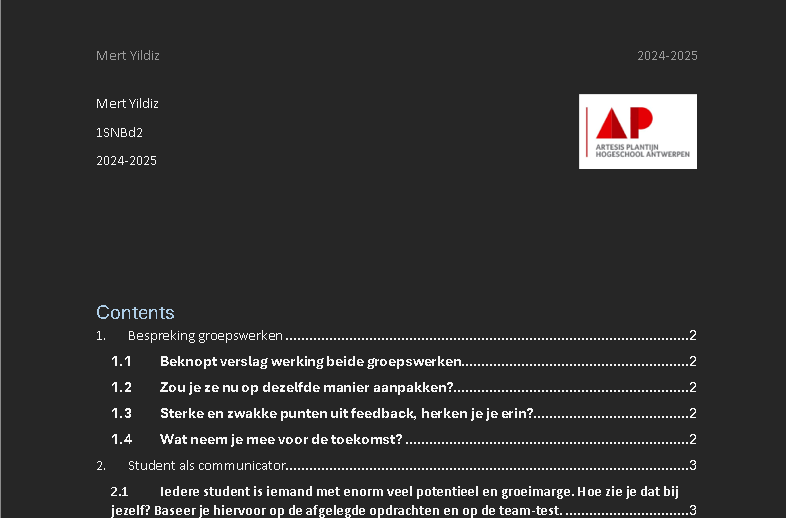 Mert Yildiz 2024-2025
Mert Yildiz
1SNBd2
2024-2025
AP
ARTESIS PLANTIJN
HOGESCHOOL ANTWERPEN
Contents
1. Bespreking groepswerken ........ 2
1.1 Beknopt verslag werking beide groepswerken ........ 2
1.2 Zou je ze nu op dezelfde manier aanpakken? ........ 2
1.3 Sterke en zwakke punten uit feedback, herken je je erin? ........ 2
1.4 Wat neem je mee voor de toekomst? ........ 2
2. Student als communicator ........ 3
2.1 Iedere student is iemand met enorm veel potentieel en groeimarge. Hoe zie je dat bij
jezelf? Baseer je hiervoor op de afgelegde opdrachten en op de team-test. ........ 3